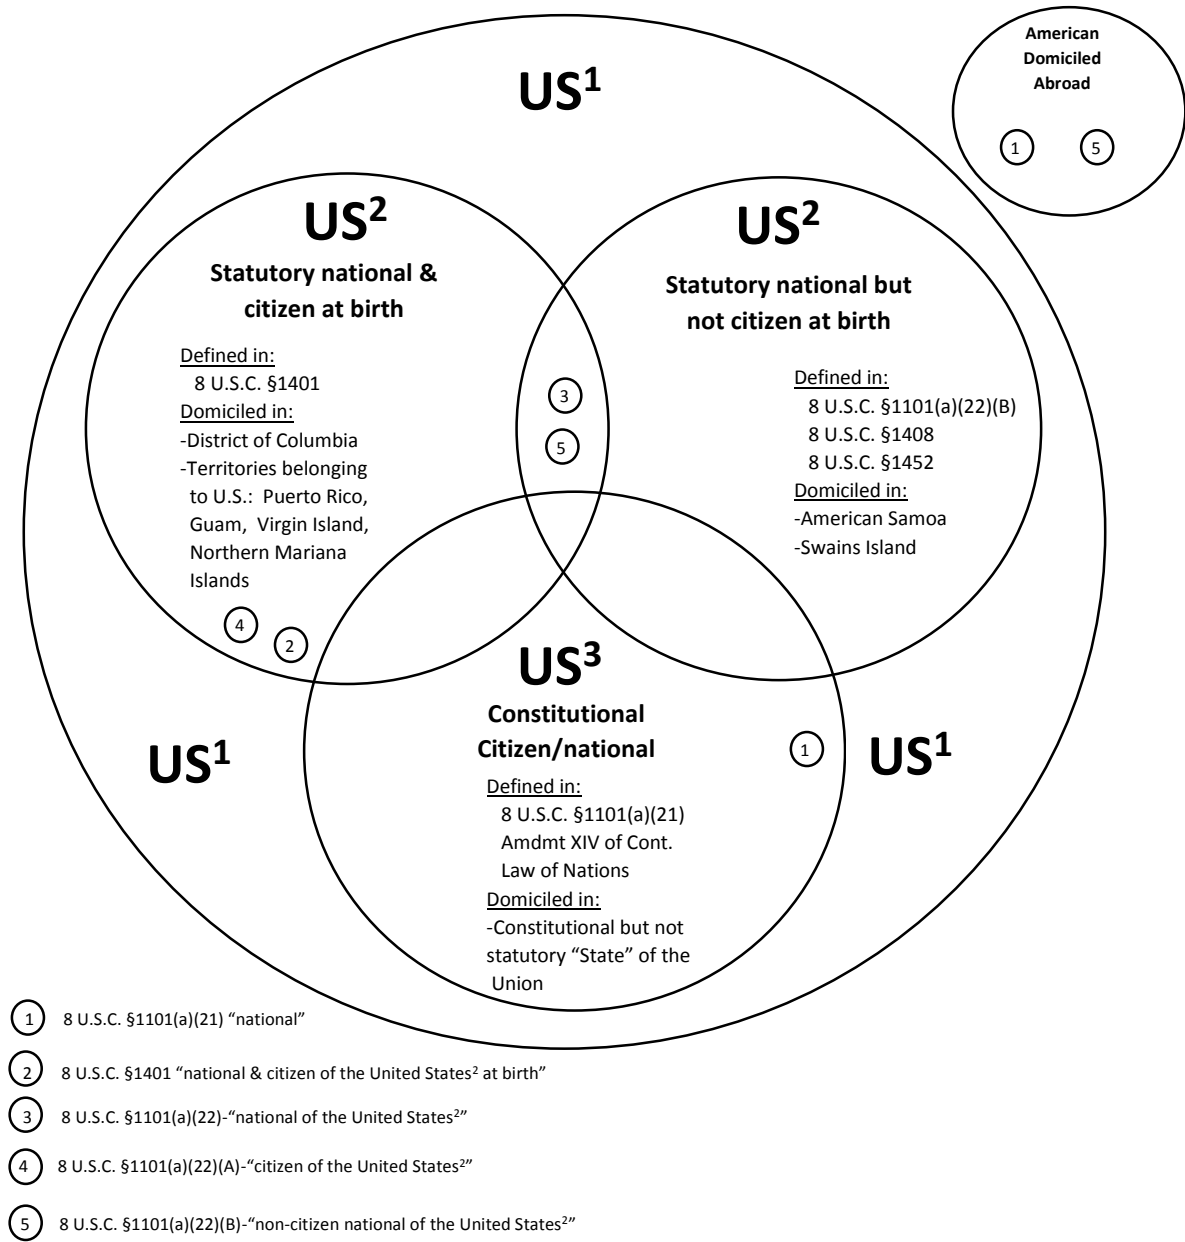 American
Domiciled
Abroad
1 5
US¹
US²
Statutory national &
citizen at birth
Defined in:
8 U.S.C. §1401
Domiciled in:
-District of Columbia
-Territories belonging
to U.S.: Puerto Rico,
Guam, Virgin Island,
Northern Mariana
Islands
4
2
3
5
US²
Statutory national but
not citizen at birth
Defined in:
8 U.S.C. §1101(a)(22)(B)
8 U.S.C. §1408
8 U.S.C. §1452
Domiciled in:
-American Samoa
-Swains Island
US³
Constitutional
Citizen/national
Defined in:
8 U.S.C. §1101(a)(21)
Amdmt XIV of Cont.
Law of Nations
Domiciled in:
-Constitutional but not
statutory “State” of the
Union
1
US¹
US¹
1 8 U.S.C. §1101(a)(21) “national”
2 8 U.S.C. §1401 “national & citizen of the United States² at birth”
3 8 U.S.C. §1101(a)(22)-“national of the United States²”
4 8 U.S.C. §1101(a)(22)(A)-“citizen of the United States²”
5 8 U.S.C. §1101(a)(22)(B)-“non-citizen national of the United States²”